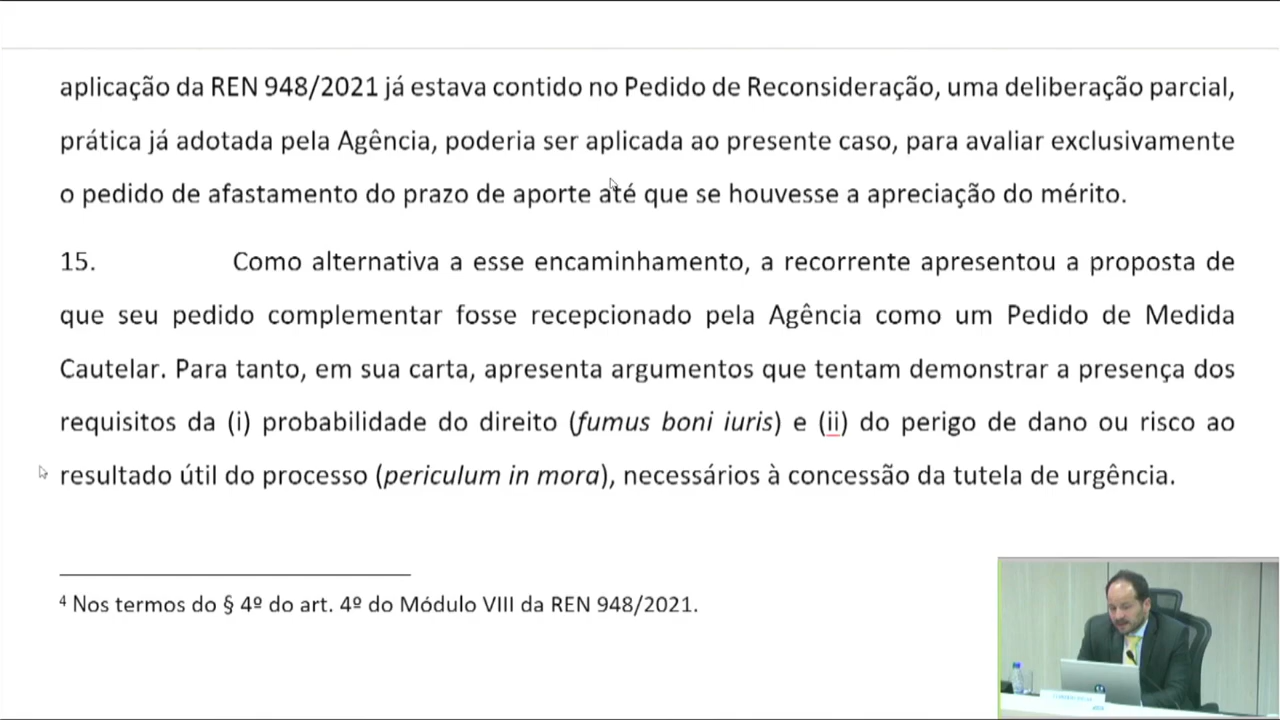 aplicação da REN 948/2021 já estava contido no Pedido de Reconsideração, uma deliberação parcial,
prática já adotada pela Agência, poderia ser aplicada ao presente caso, para avaliar exclusivamente
o pedido de afastamento do prazo de aporte até que se houvesse a apreciação do mérito.
15. Como alternativa a esse encaminhamento, a recorrente apresentou a proposta de
que seu pedido complementar fosse recepcionado pela Agência como um Pedido de Medida
Cautelar. Para tanto, em sua carta, apresenta argumentos que tentam demonstrar a presença dos
requisitos da (i) probabilidade do direito (fumus boni iuris) e (ii) do perigo de dano ou risco ao
resultado útil do processo (periculum in mora), necessários à concessão da tutela de urgência.
4 Nos termos do § 4º do art. 4º do Módulo VIII da REN 948/2021.